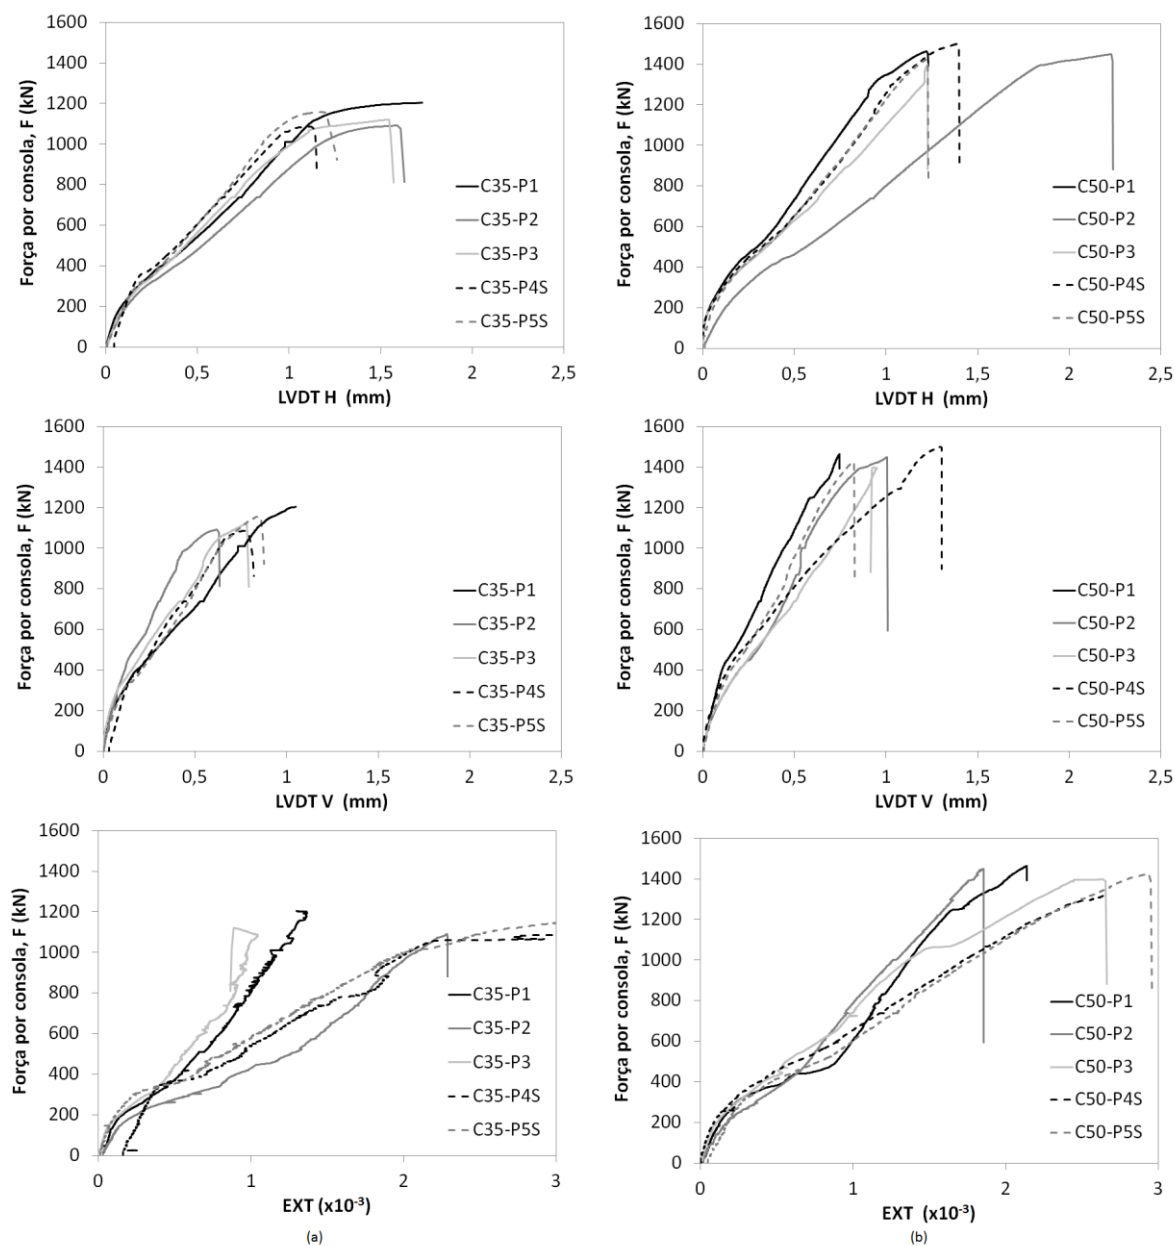 Força por consola, F (kN)
1600
1400
1200
1000
800
600
400
200
0
C35-P1
C35-P2
C35-P3
C35-P4S
C35-P5S
0
0,5
1
1,5
2
2,5
LVDT H (mm)
Força por consola, F (kN)
1600
1400
1200
1000
800
600
400
200
0
C50-P1
C50-P2
C50-P3
C50-P4S
C50-P5S
0
0,5
1
1,5
2
2,5
LVDT H (mm)
Força por consola, F (kN)
1600
1400
1200
1000
800
600
400
200
0
C35-P1
C35-P2
C35-P3
C35-P4S
C35-P5S
0
0,5
1
1,5
2
2,5
LVDT V (mm)
Força por consola, F (kN)
1600
1400
1200
1000
800
600
400
200
0
C50-P1
C50-P2
C50-P3
C50-P4S
C50-P5S
0
0,5
1
1,5
2
2,5
LVDT V (mm)
Força por consola, F (kN)
1600
1400
1200
1000
800
600
400
200
0
C35-P1
C35-P2
C35-P3
C35-P4S
C35-P5S
0
1
2
3
EXT (x10⁻³)
(a)
Força por consola, F (kN)
1600
1400
1200
1000
800
600
400
200
0
C50-P1
C50-P2
C50-P3
C50-P4S
C50-P5S
0
1
2
3
EXT (x10⁻³)
(b)